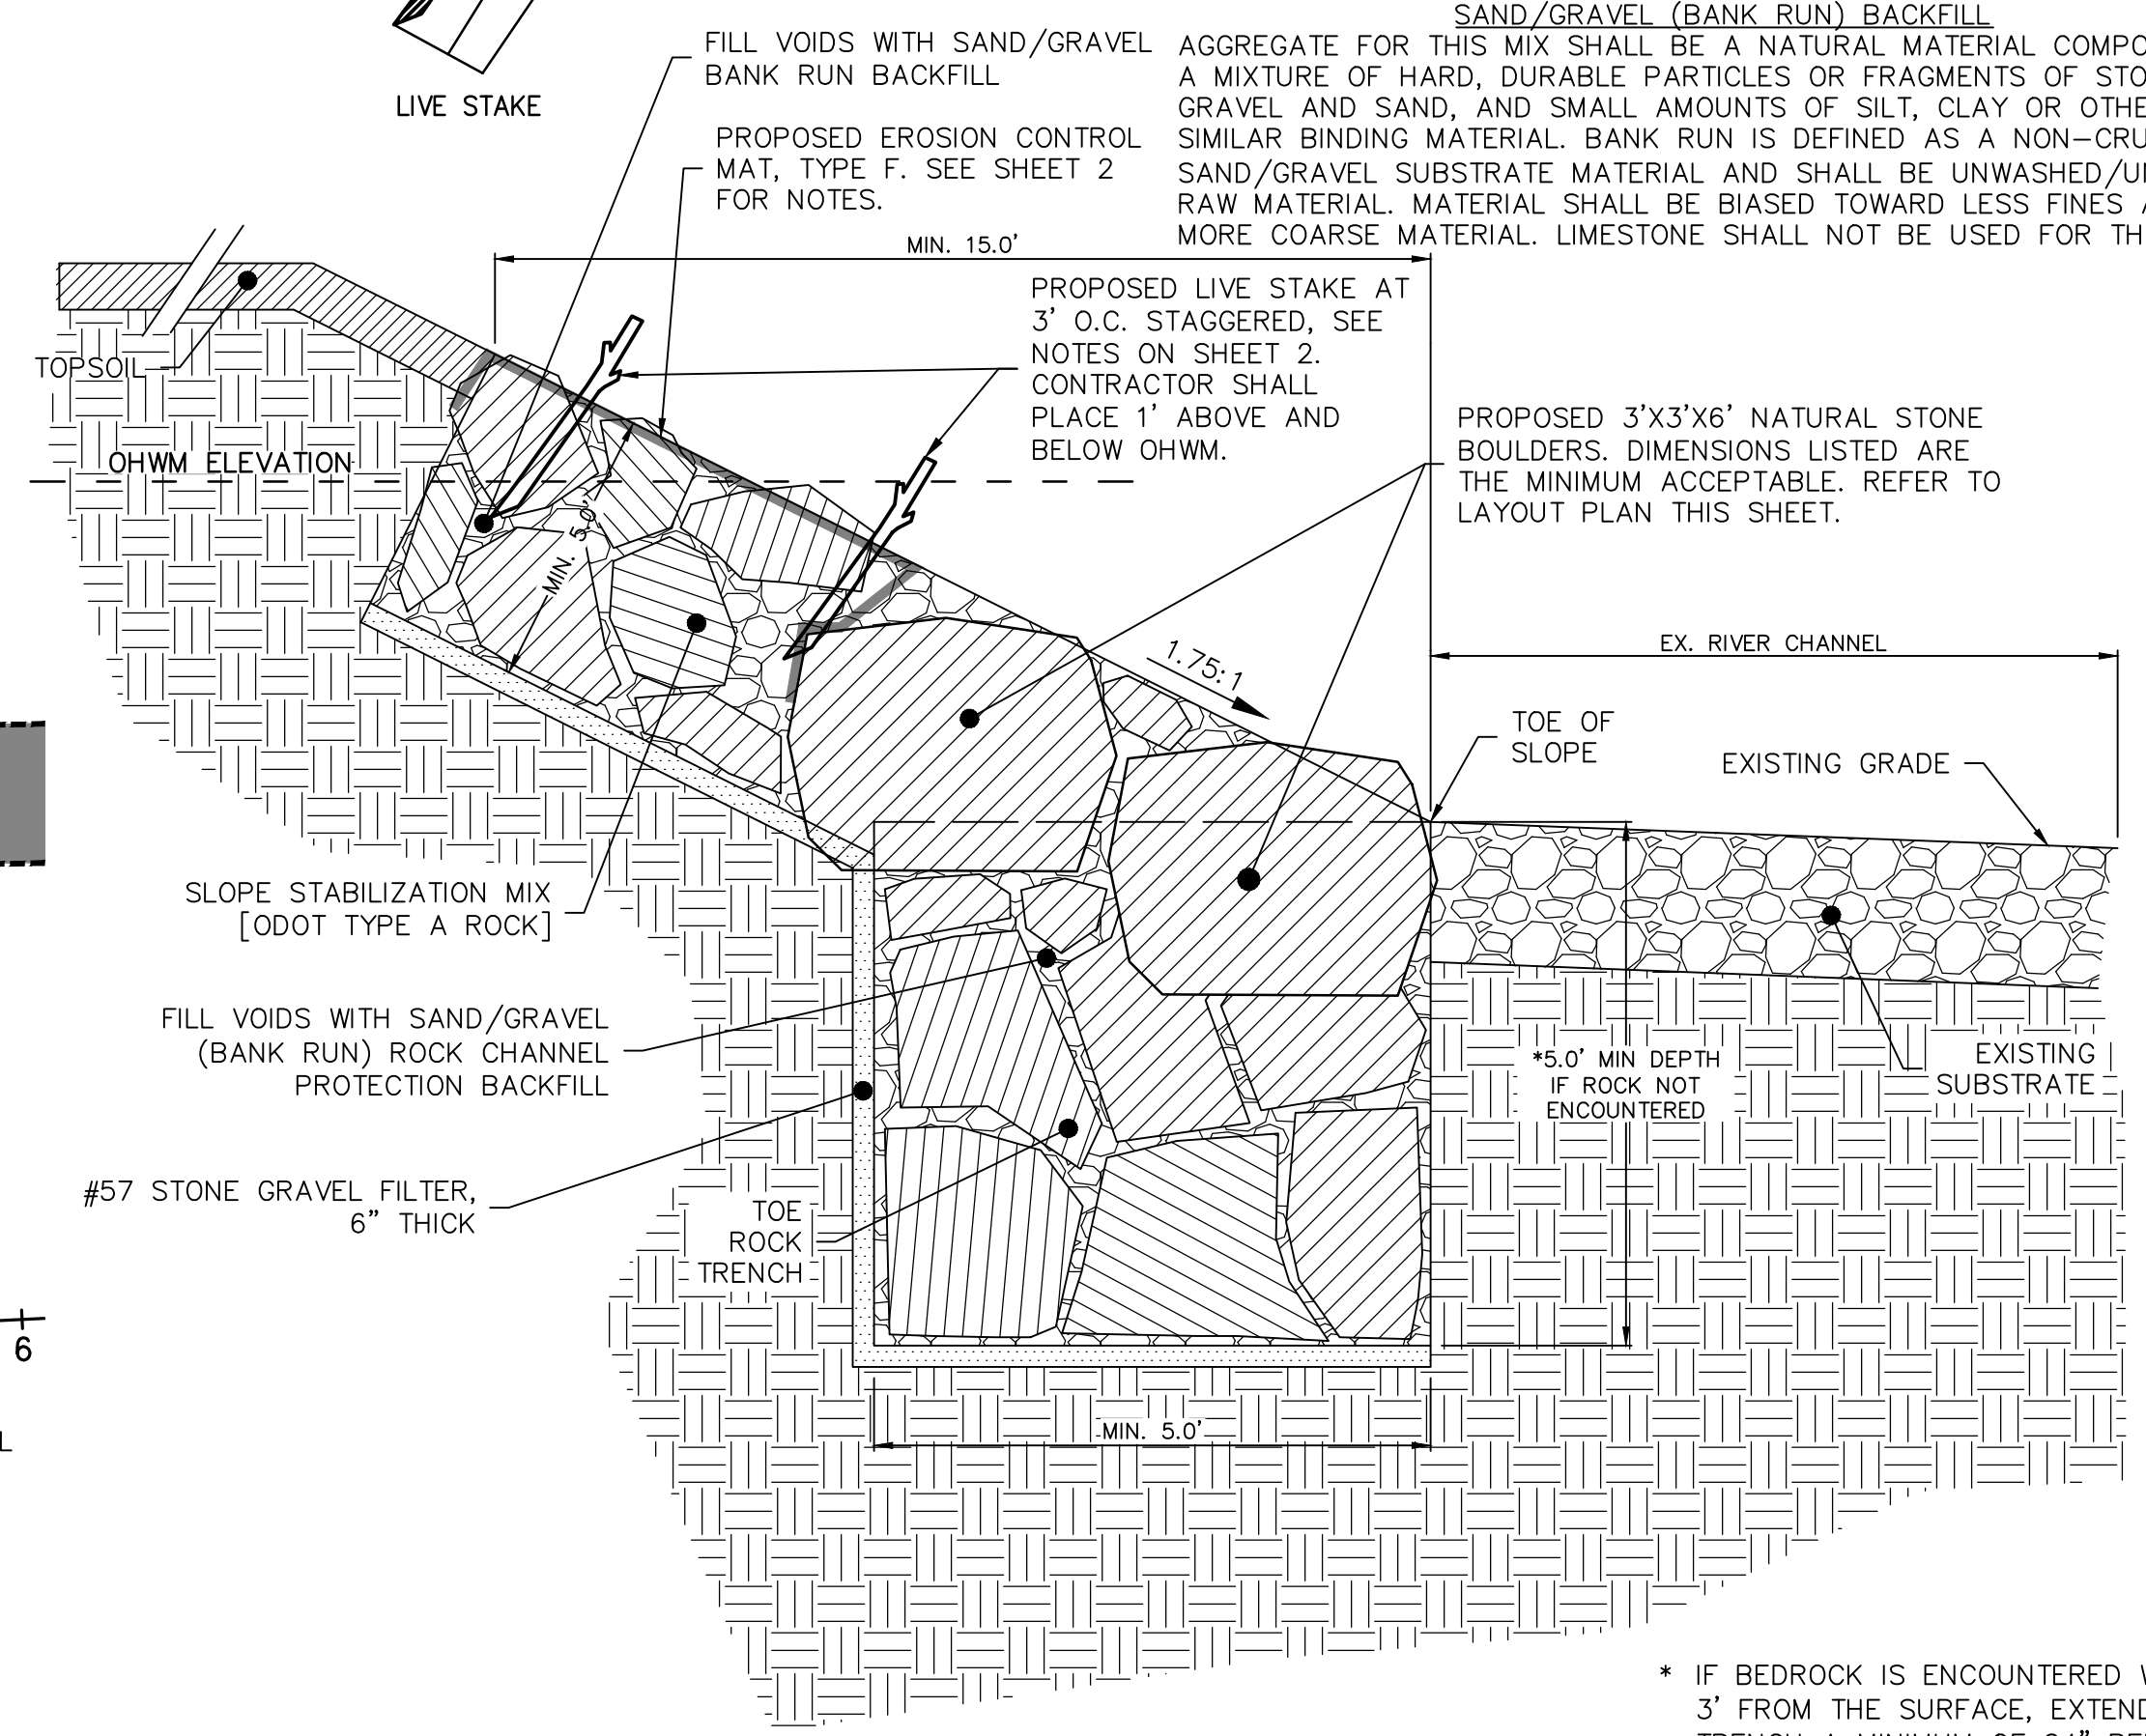 LIVE STAKE
FILL VOIDS WITH SAND/GRAVEL
BANK RUN BACKFILL
PROPOSED EROSION CONTROL
MAT, TYPE F. SEE SHEET 2
FOR NOTES.
SAND/GRAVEL (BANK RUN) BACKFILL
AGGREGATE FOR THIS MIX SHALL BE A NATURAL MATERIAL
A MIXTURE OF HARD, DURABLE PARTICLES OR FRAGMENTS OF
GRAVEL AND SAND, AND SMALL AMOUNTS OF SILT, CLAY OR
SIMILAR BINDING MATERIAL. BANK RUN IS DEFINED AS A
SAND/GRAVEL SUBSTRATE MATERIAL AND SHALL BE
RAW MATERIAL. MATERIAL SHALL BE BIASED TOWARD LESS FINES
MORE COARSE MATERIAL. LIMESTONE SHALL NOT BE USED FOR
MIN. 15.0'
PROPOSED LIVE STAKE AT
3' O.C. STAGGERED, SEE
NOTES ON SHEET 2.
CONTRACTOR SHALL
PLACE 1' ABOVE AND
BELOW OHWM.
TOPSOIL
OHWM ELEVATION
PROPOSED 3'X3'X6' NATURAL STONE
BOULDERS. DIMENSIONS LISTED ARE
THE MINIMUM ACCEPTABLE. REFER TO
LAYOUT PLAN THIS SHEET.
MIN. 5.0'
1.75:1
EX. RIVER CHANNEL
TOE OF
SLOPE
EXISTING GRADE
SLOPE STABILIZATION MIX
[ODOT TYPE A ROCK]
FILL VOIDS WITH SAND/GRAVEL
(BANK RUN) ROCK CHANNEL
PROTECTION BACKFILL
*5.0' MIN DEPTH
IF ROCK NOT
ENCOUNTERED
EXISTING
SUBSTRATE
#57 STONE GRAVEL FILTER,
6" THICK
TOE
ROCK
TRENCH
6
L
MIN. 5.0'
* IF BEDROCK IS ENCOUNTERED
3' FROM THE SURFACE, EXTEND
TRENCH A MINIMUM OF 24"